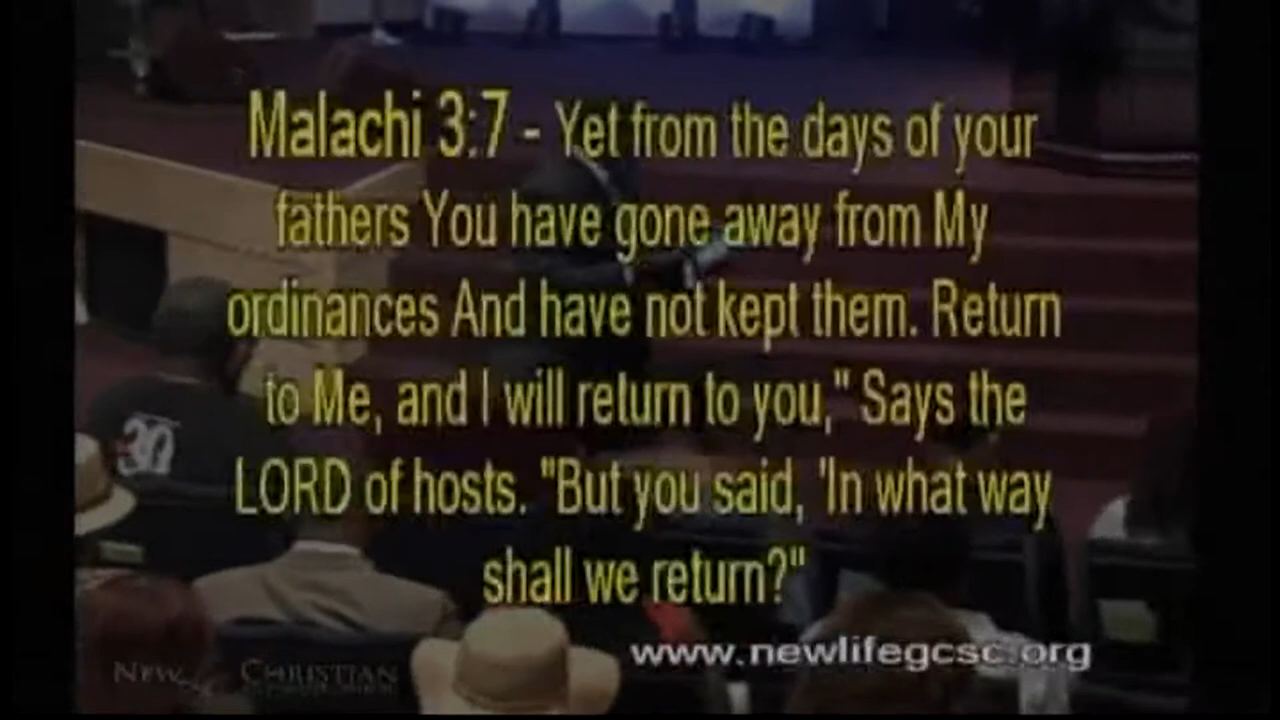 Malachi 3:7 - Yet from the days of your
fathers You have gone away from My
ordinances And have not kept them. Return
to Me, and I will return to you," Says the
LORD of hosts. "But you said, 'In what way
shall we return?"
www.newlifegcsc.org
NEW CHRISTIAN
30